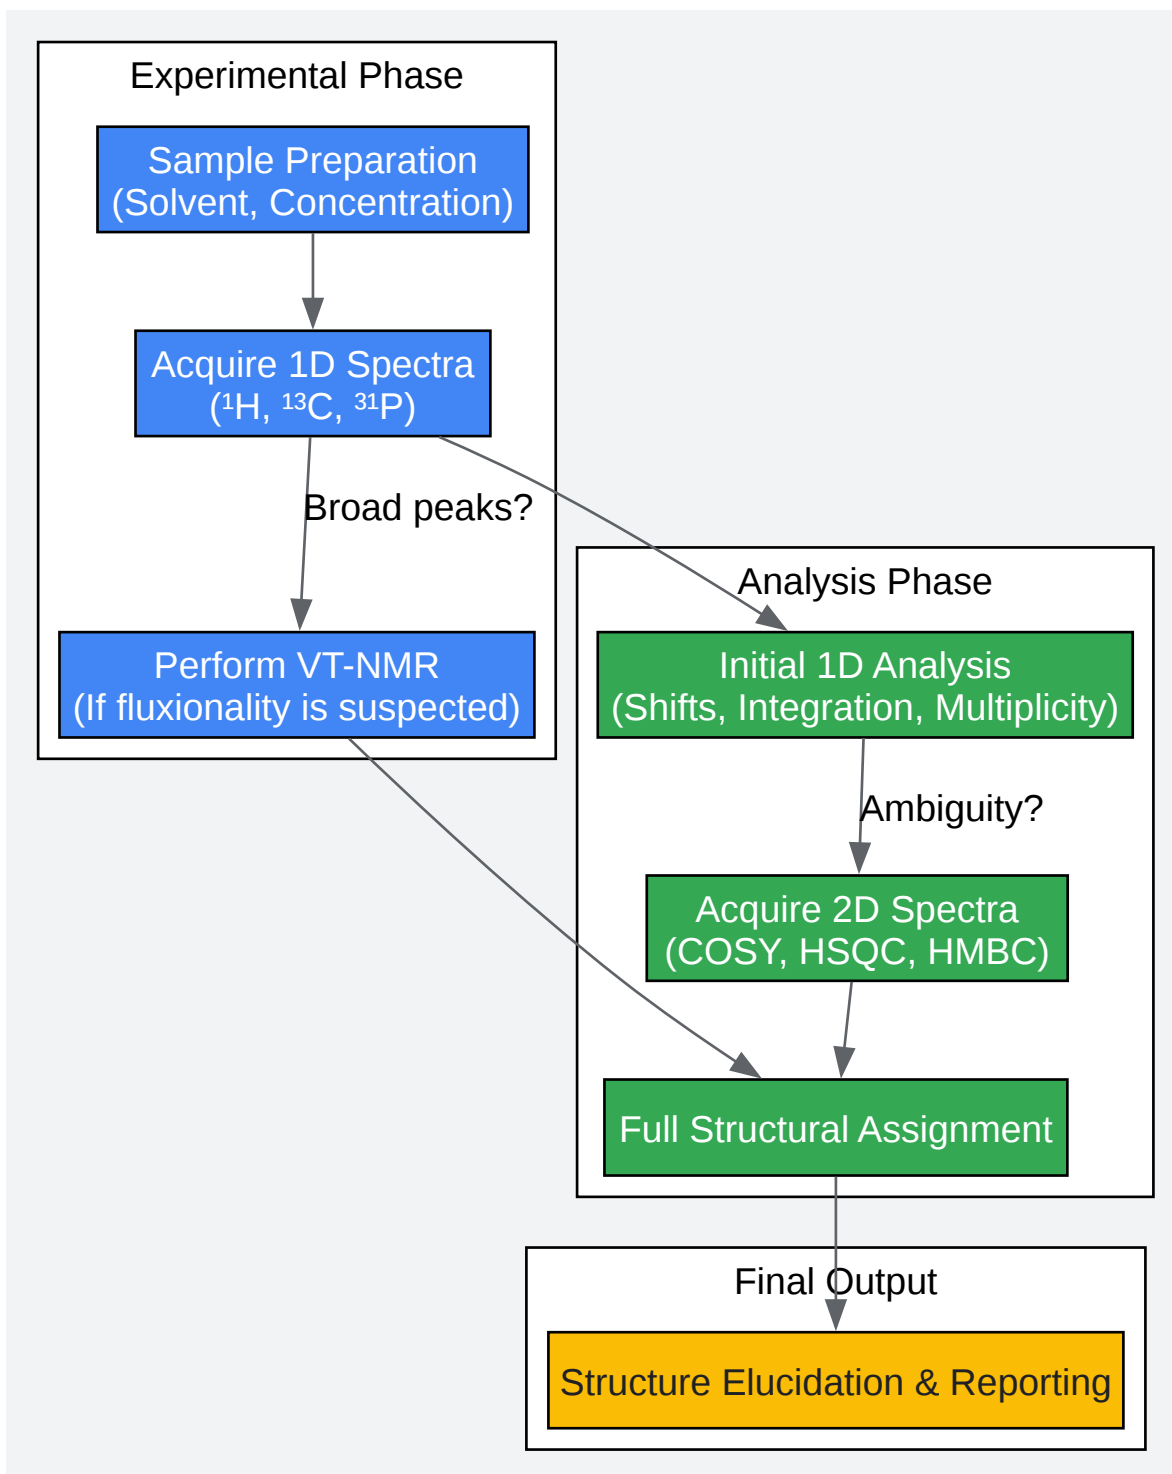 Experimental Phase
Sample Preparation
(Solvent, Concentration)
Acquire 1D Spectra
(¹H, ¹³C, ³¹P)
Broad peaks?
Perform VT-NMR
(If fluxionality is suspected)
Analysis Phase
Initial 1D Analysis
(Shifts, Integration, Multiplicity)
Ambiguity?
Acquire 2D Spectra
(COSY, HSQC, HMBC)
Full Structural Assignment
Final Output
Structure Elucidation & Reporting